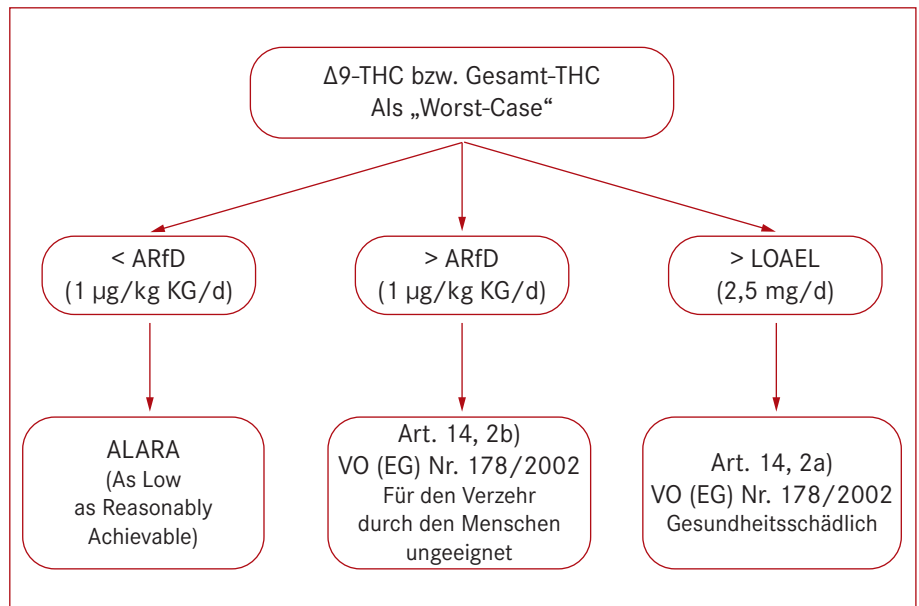 Δ9-THC bzw. Gesamt-THC
Als „Worst-Case“
< ARfD
(1 µg/kg KG/d)
> ARfD
(1 µg/kg KG/d)
> LOAEL
(2,5 mg/d)
ALARA
(As Low
as Reasonably
Achievable)
Art. 14, 2b)
VO (EG) Nr. 178/2002
Für den Verzehr
durch den Menschen
ungeeignet
Art. 14, 2a)
VO (EG) Nr. 178/2002
Gesundheitsschädlich